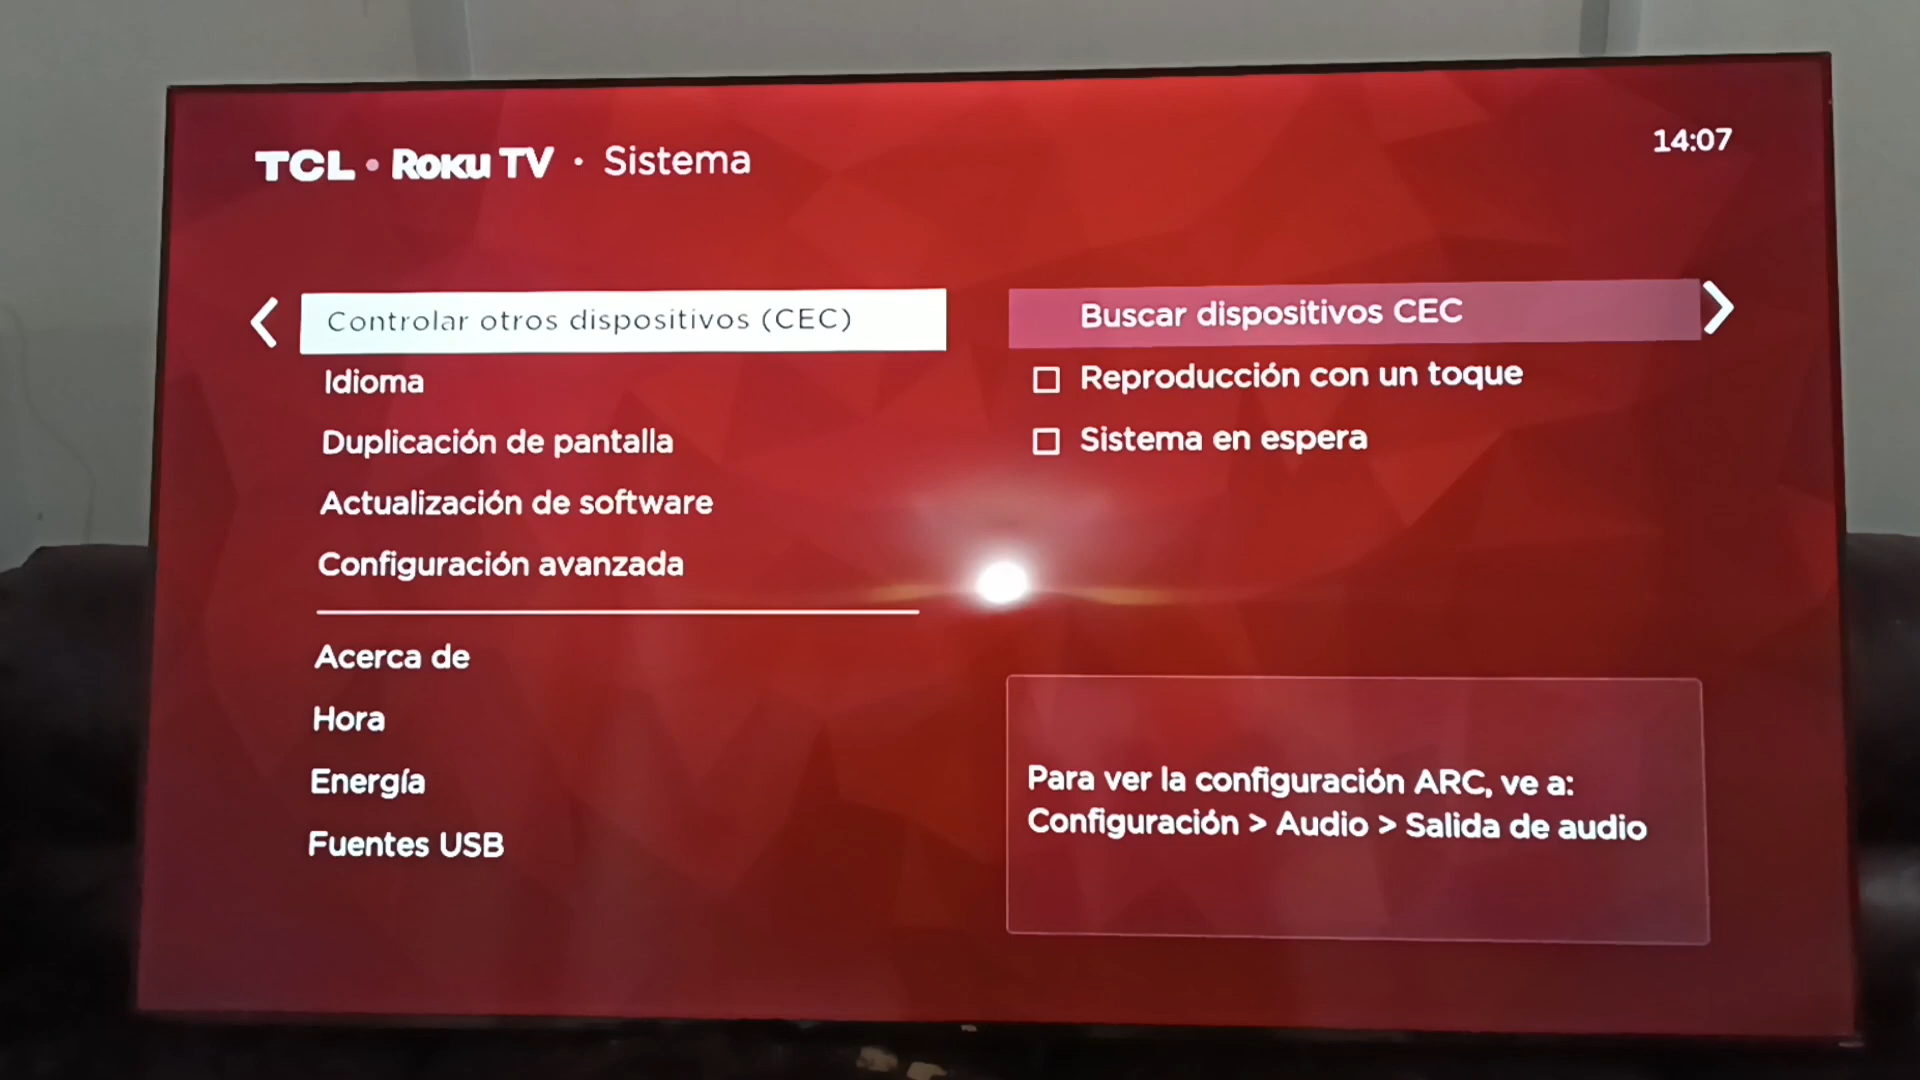 TCL • Roku TV • Sistema
14:07
Controlar otros dispositivos (CEC)
Idioma
Duplicación de pantalla
Actualización de software
Configuración avanzada
Acerca de
Hora
Energía
Fuentes USB
Buscar dispositivos CEC
Reproducción con un toque
Sistema en espera
Para ver la configuración ARC, ve a:
Configuración > Audio > Salida de audio